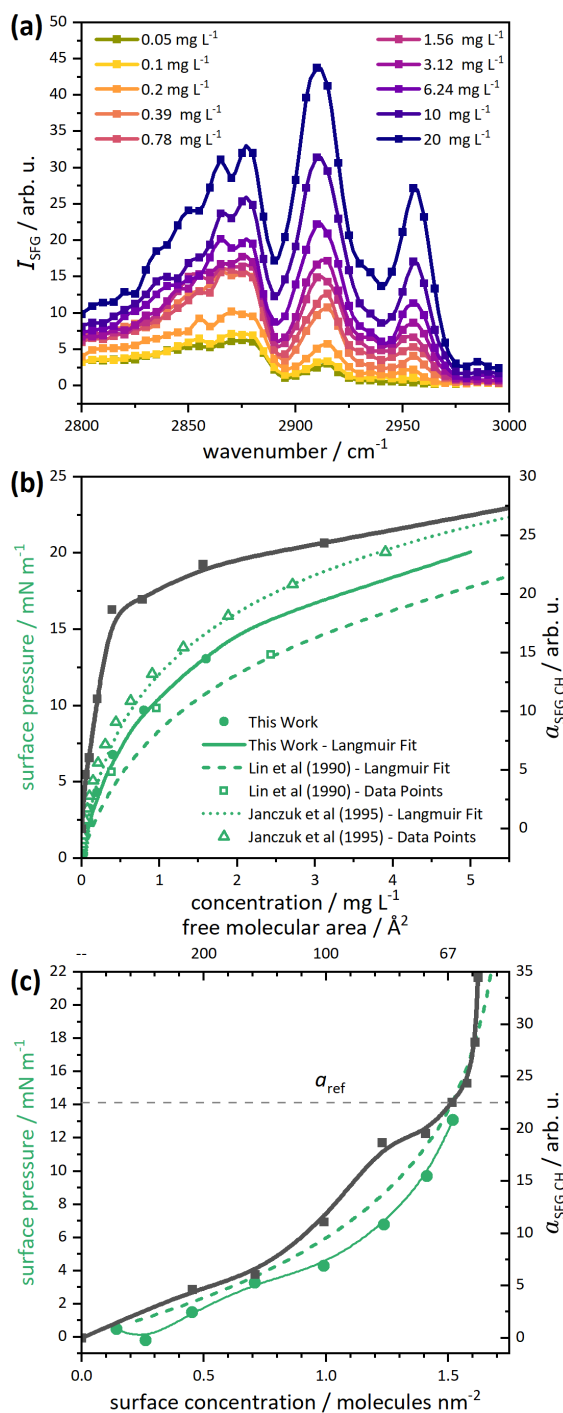 (a)
50
45
40
35
30
25
20
15
10
5
0
I_SFG / arb. u.
0.05 mg L⁻¹
0.1 mg L⁻¹
0.2 mg L⁻¹
0.39 mg L⁻¹
0.78 mg L⁻¹
1.56 mg L⁻¹
3.12 mg L⁻¹
6.24 mg L⁻¹
10 mg L⁻¹
20 mg L⁻¹
2800 2850 2900 2950 3000
wavenumber / cm⁻¹
(b)
25
20
15
10
5
0
surface pressure / mN m⁻¹
30
25
20
15
10
5
0
a_SFG CH / arb. u.
This Work
This Work - Langmuir Fit
Lin et al (1990) - Langmuir Fit
Lin et al (1990) - Data Points
Janczuk et al (1995) - Langmuir Fit
Janczuk et al (1995) - Data Points
0 1 2 3 4 5
concentration / mg L⁻¹
free molecular area / Å²
-- 200 100 67
(c)
22
20
18
16
14
12
10
8
6
4
2
0
surface pressure / mN m⁻¹
a_ref
35
30
25
20
15
10
5
0
a_SFG CH / arb. u.
0.0 0.5 1.0 1.5
surface concentration / molecules nm⁻²